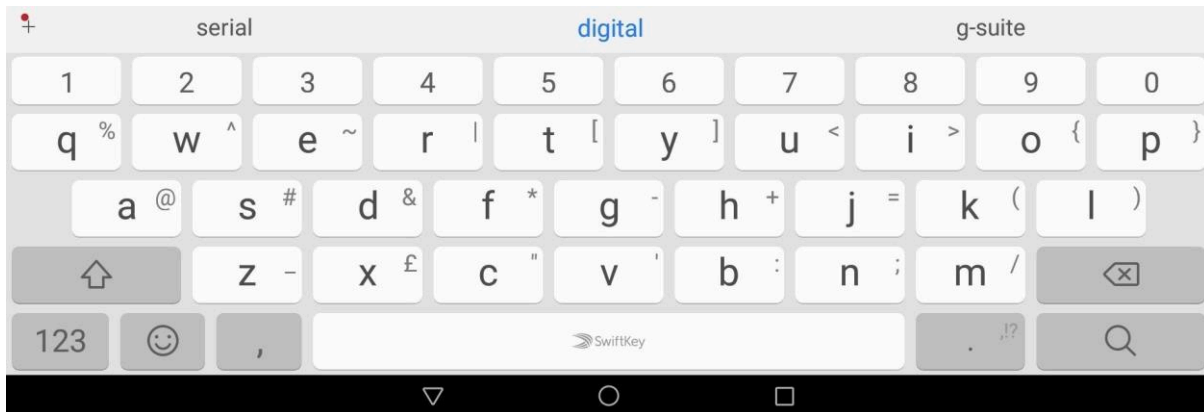 + serial digital g-suite
1 2 3 4 5 6 7 8 9 0
q % w ^ e ~ r | t [ y ] u < i > o { p }
a @ s # d & f * g - h + j = k ( l )
z _ x £ c " v ' b : n ; m /
123 , SwiftKey . ,!?